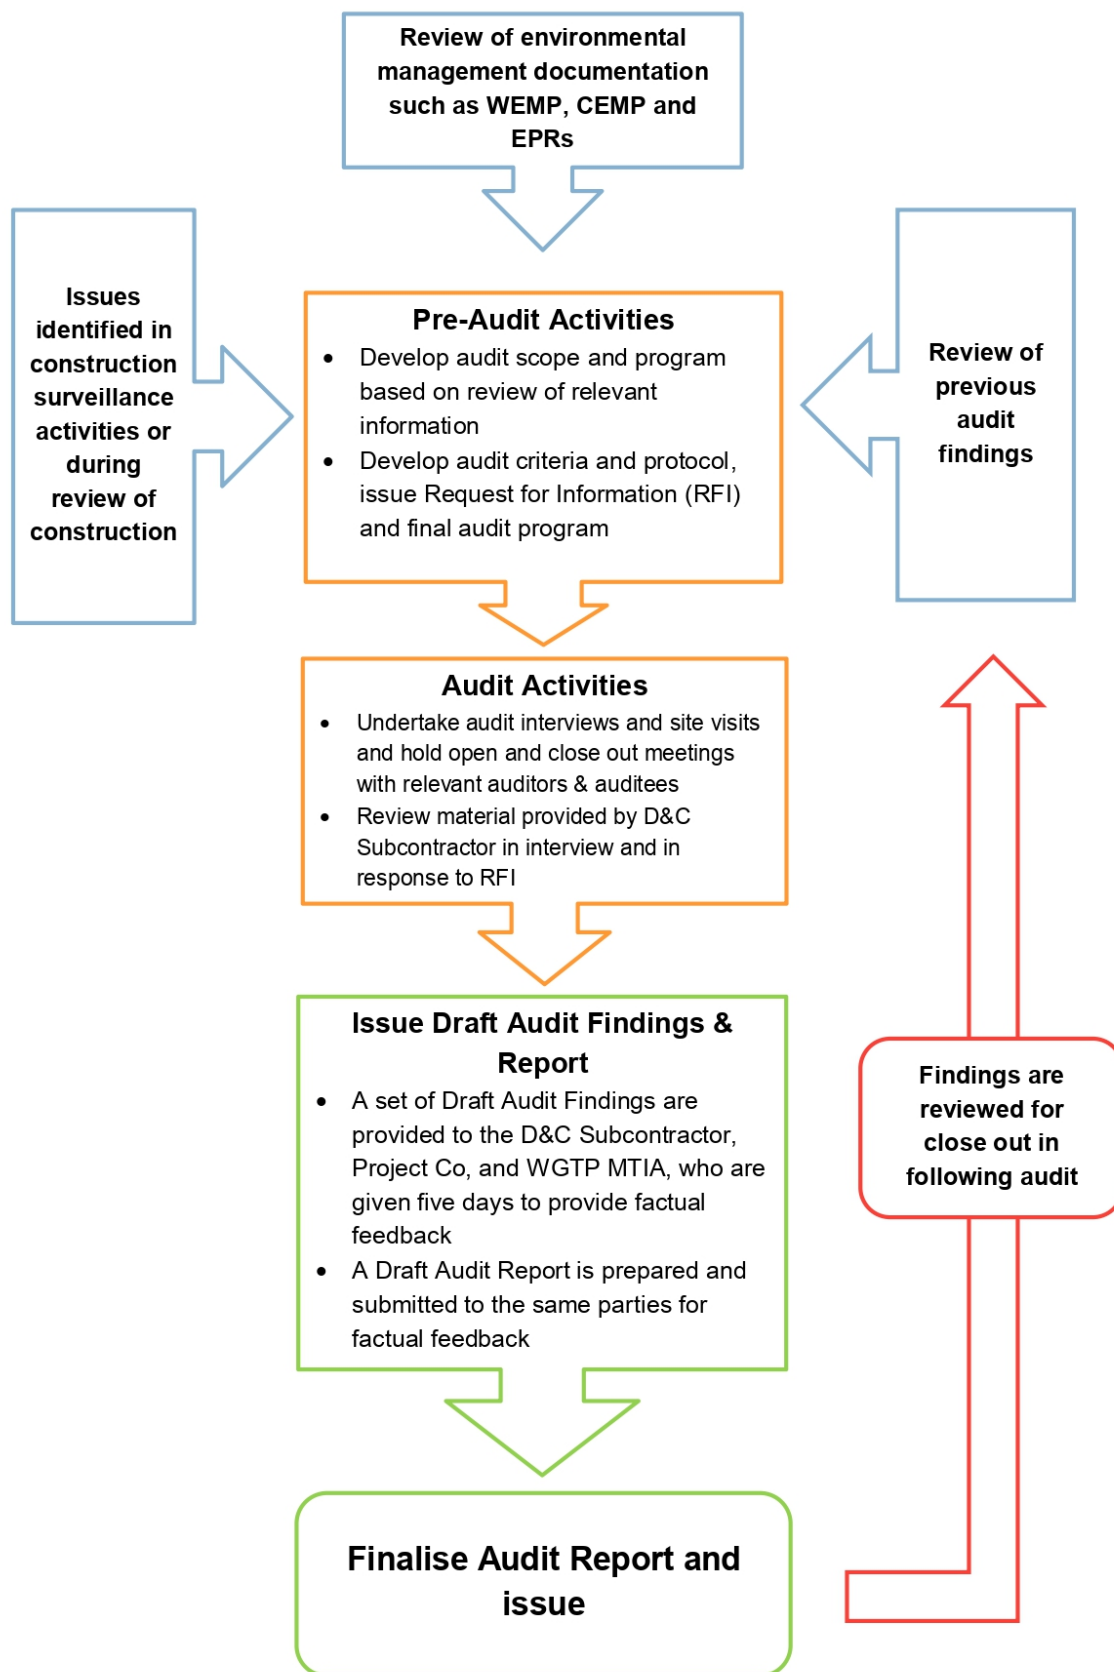 Review of environmental
management documentation
such as WEMP, CEMP and
EPRs
Issues
identified in
construction
surveillance
activities or
during
review of
construction
Pre-Audit Activities
• Develop audit scope and program
based on review of relevant
information
• Develop audit criteria and protocol,
issue Request for Information (RFI)
and final audit program
Review of
previous
audit
findings
Audit Activities
• Undertake audit interviews and site visits
and hold open and close out meetings
with relevant auditors & auditees
• Review material provided by D&C
Subcontractor in interview and in
response to RFI
Issue Draft Audit Findings &
Report
• A set of Draft Audit Findings are
provided to the D&C Subcontractor,
Project Co, and WGTP MTIA, who are
given five days to provide factual
feedback
• A Draft Audit Report is prepared and
submitted to the same parties for
factual feedback
Findings are
reviewed for
close out in
following audit
Finalise Audit Report and
issue